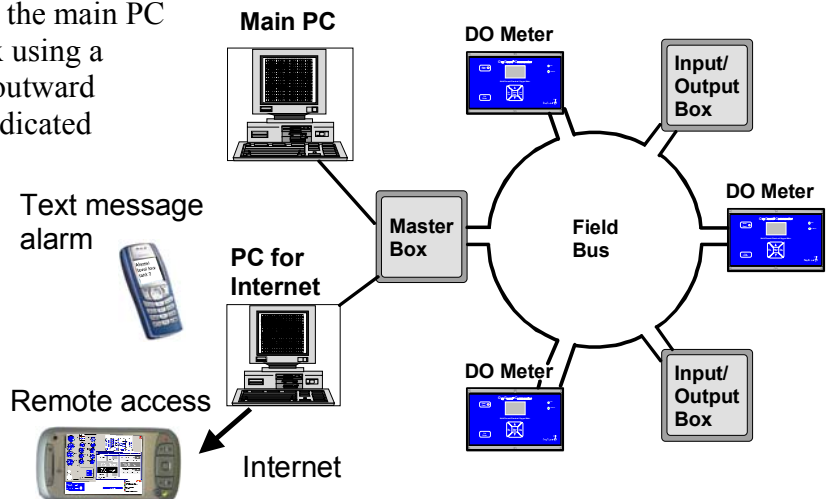 the main PC
using a
outward
dicated
Main PC
DO Meter
Input/
Output
Box
DO Meter
Text message
alarm
Master
Box
Field
Bus
PC for
Internet
DO Meter
Input/
Output
Box
Remote access
Internet